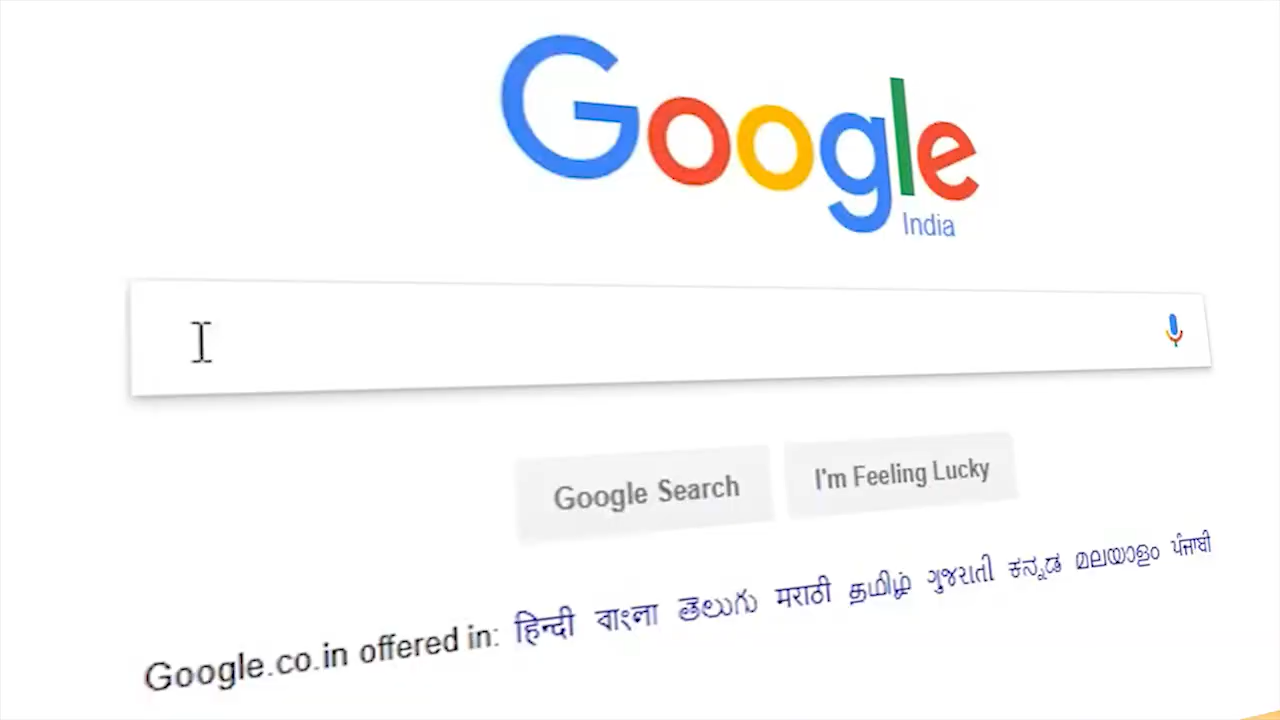 Google
India
Google Search
I'm Feeling Lucky
Google.co.in offered in: हिन्दी বাংলা తెలుగు मराठी தமிழ் ગુજરાતી ಕನ್ನಡ മലയാളം ਪੰਜਾਬੀ